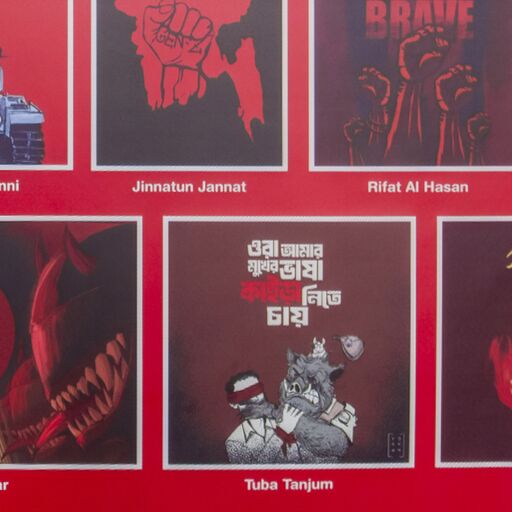 BRAVE
GEN-Z
nni
Jinnatun Jannat
Rifat Al Hasan
ওরা আমার
মুখের ভাষা
কাইড়া নিতে
চায়
ar
Tuba Tanjum